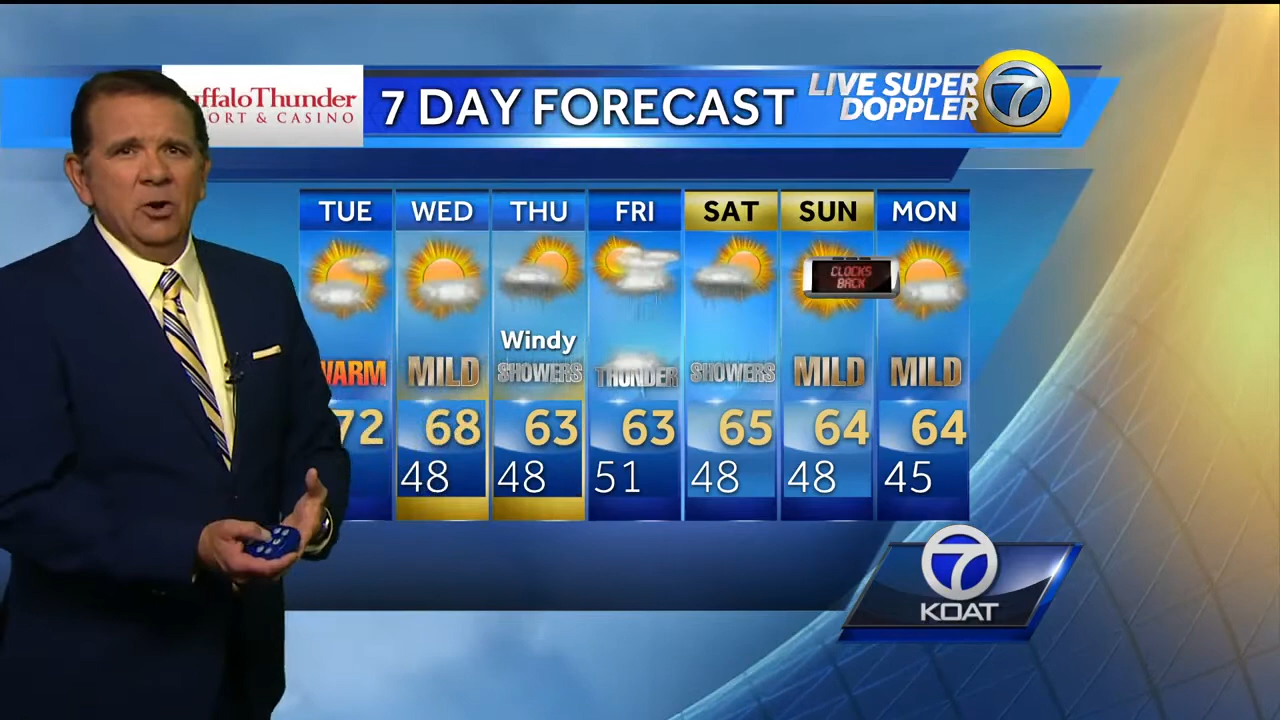 ffaloThunder
ORT & CASINO
7 DAY FORECAST
LIVE SUPER
DOPPLER
7
TUE WED THU FRI SAT SUN MON
CLOCKS
BACK
Windy
WARM MILD SHOWERS THUNDER SHOWERS MILD MILD
72 68 63 63 65 64 64
48 48 51 48 48 45
7
KOAT